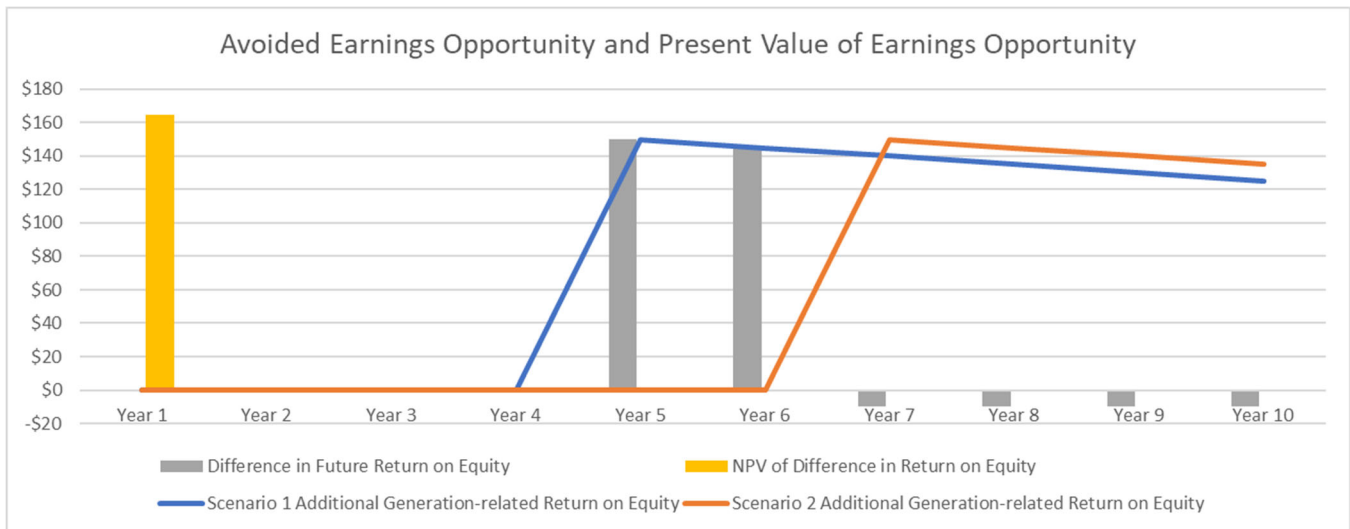 Avoided Earnings Opportunity and Present Value of Earnings Opportunity
$180
$160
$140
$120
$100
$80
$60
$40
$20
$0
-$20
Year 1 Year 2 Year 3 Year 4 Year 5 Year 6 Year 7 Year 8 Year 9 Year 10
Difference in Future Return on Equity NPV of Difference in Return on Equity
Scenario 1 Additional Generation-related Return on Equity Scenario 2 Additional Generation-related Return on Equity